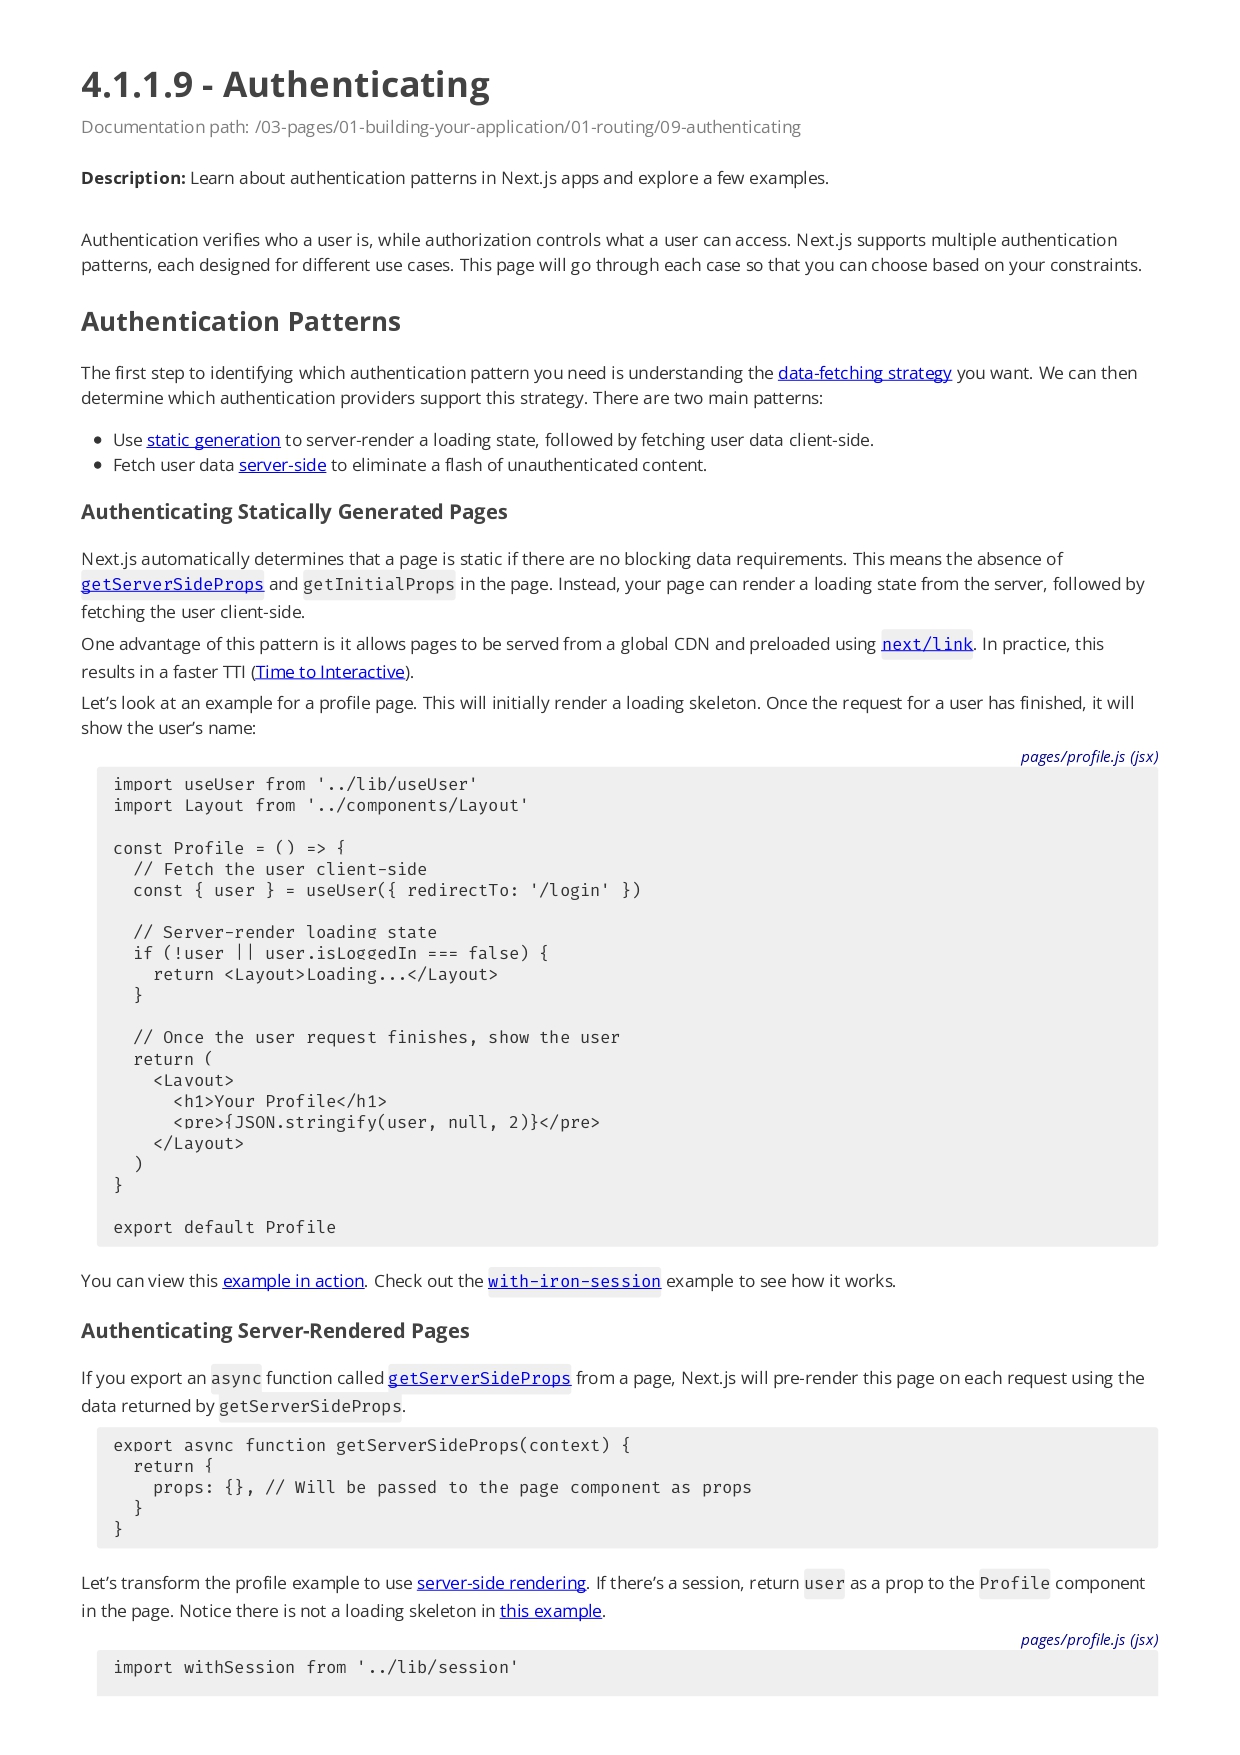 4.1.1.9 - Authenticating
Documentation path: /03-pages/01-building-your-application/01-routing/09-authenticating
Description: Learn about authentication patterns in Next.js apps and explore a few examples.
Authentication verifies who a user is, while authorization controls what a user can access. Next.js supports multiple authentication
patterns, each designed for different use cases. This page will go through each case so that you can choose based on your constraints.
Authentication Patterns
The first step to identifying which authentication pattern you need is understanding the data-fetching strategy you want. We can then
determine which authentication providers support this strategy. There are two main patterns:
• Use static generation to server-render a loading state, followed by fetching user data client-side.
• Fetch user data server-side to eliminate a flash of unauthenticated content.
Authenticating Statically Generated Pages
Next.js automatically determines that a page is static if there are no blocking data requirements. This means the absence of
getServerSideProps and getInitialProps in the page. Instead, your page can render a loading state from the server, followed by
fetching the user client-side.
One advantage of this pattern is it allows pages to be served from a global CDN and preloaded using next/link. In practice, this
results in a faster TTI (Time to Interactive).
Let’s look at an example for a profile page. This will initially render a loading skeleton. Once the request for a user has finished, it will
show the user’s name:
pages/profile.js (jsx)
import useUser from '../lib/useUser'
import Layout from '../components/Layout'
const Profile = () => {
  // Fetch the user client-side
  const { user } = useUser({ redirectTo: '/login' })
  // Server-render loading state
  if (!user || user.isLoggedIn === false) {
    return <Layout>Loading...</Layout>
  }
  // Once the user request finishes, show the user
  return (
    <Layout>
      <h1>Your Profile</h1>
      <pre>{JSON.stringify(user, null, 2)}</pre>
    </Layout>
  )
}
export default Profile
You can view this example in action. Check out the with-iron-session example to see how it works.
Authenticating Server-Rendered Pages
If you export an async function called getServerSideProps from a page, Next.js will pre-render this page on each request using the
data returned by getServerSideProps.
export async function getServerSideProps(context) {
  return {
    props: {}, // Will be passed to the page component as props
  }
}
Let’s transform the profile example to use server-side rendering. If there’s a session, return user as a prop to the Profile component
in the page. Notice there is not a loading skeleton in this example.
pages/profile.js (jsx)
import withSession from '../lib/session'